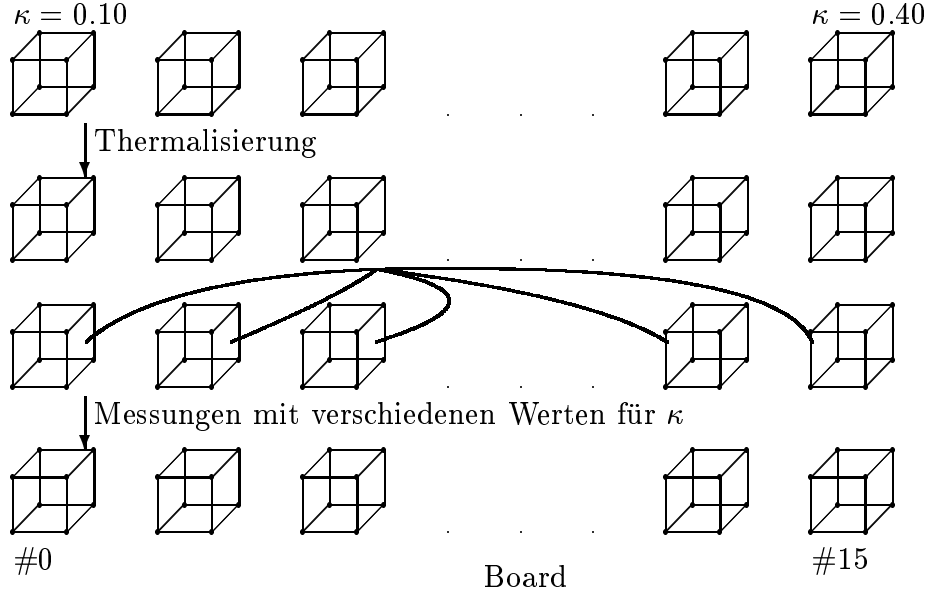 κ = 0.10 κ = 0.40
Thermalisierung
Messungen mit verschiedenen Werten für κ
#0 #15
Board